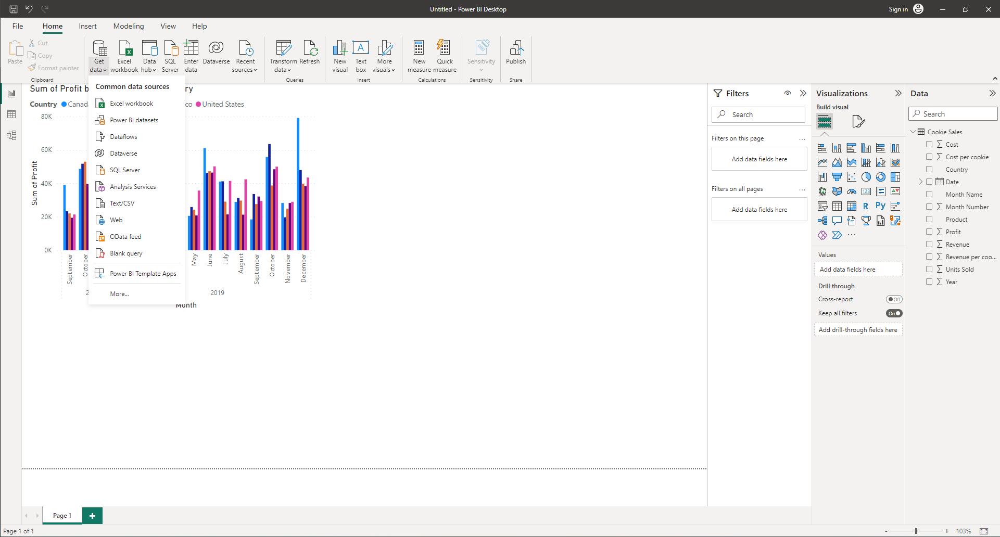 Untitled - Power BI Desktop
Sign in
File Home Insert Modeling View Help
Paste
Cut
Copy
Format painter
Clipboard
Get data
Excel workbook
Data hub
SQL Server
Enter data
Dataverse
Recent sources
Transform data
Refresh
Queries
New visual
Text box
More visuals
Insert
New measure
Quick measure
Calculations
Sensitivity
Sensitivity
Publish
Share
Common data sources
Excel workbook
Power BI datasets
Dataflows
Dataverse
SQL Server
Analysis Services
Text/CSV
Web
OData feed
Blank query
Power BI Template Apps
More...
Sum of Profit b
ry
Country Canad
co United States
Sum of Profit
80K
60K
40K
20K
0K
September
Octob
May
June
July
August
September
October
November
December
2
2019
Month
Filters
Search
Filters on this page
...
Add data fields here
Filters on all pages
...
Add data fields here
Visualizations
Build visual
123
R
Py
...
Values
Add data fields here
Drill through
Cross-report
Off
Keep all filters
On
Add drill-through fields here
Data
Search
Cookie Sales
Cost
Cost per cookie
Country
Date
Month Name
Month Number
Product
Profit
Revenue
Revenue per coo...
Units Sold
Year
Page 1
+
Page 1 of 1
- + 103%